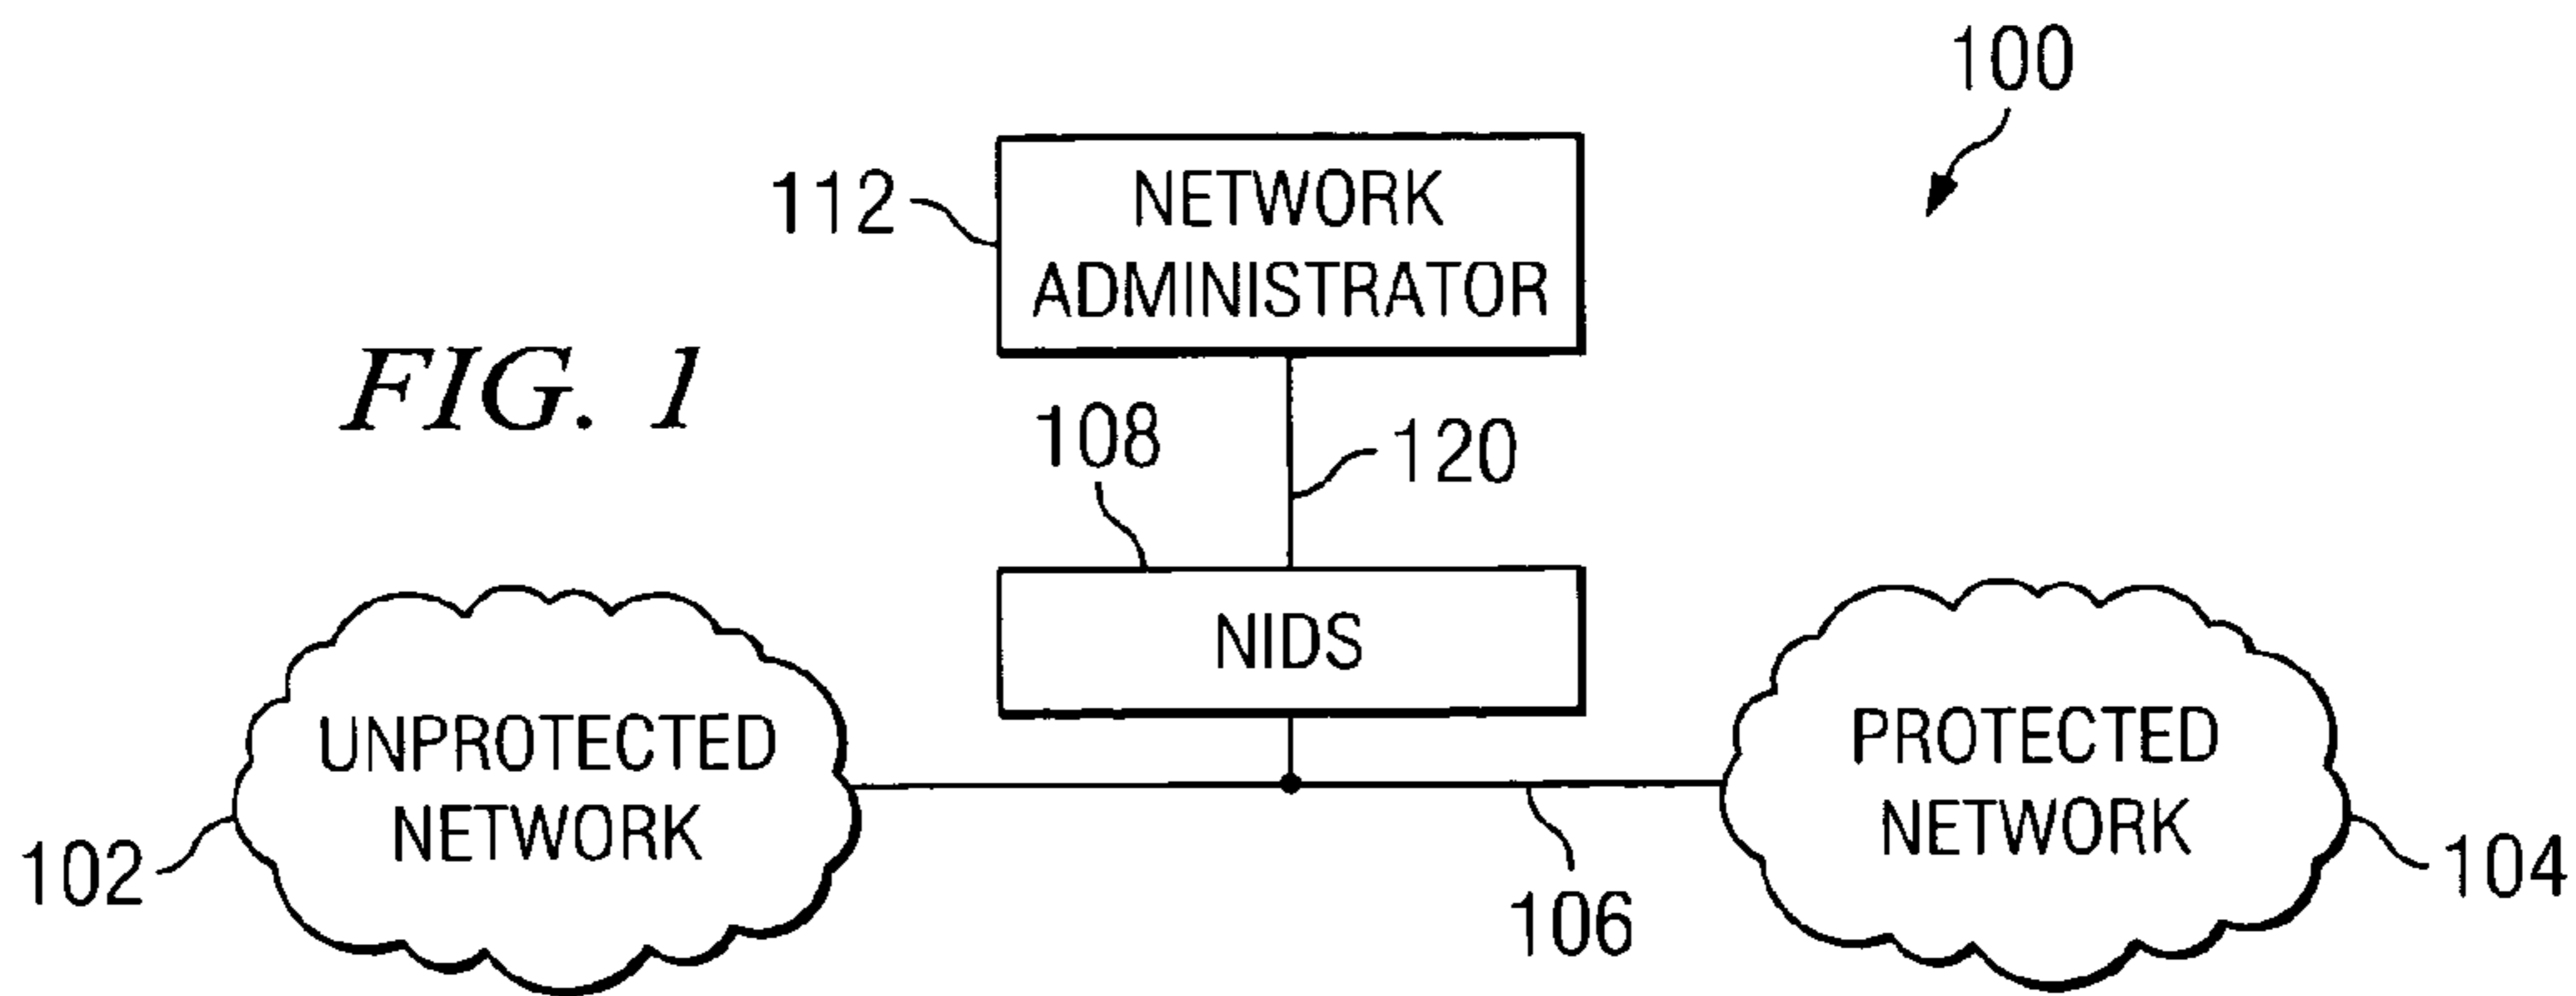 100
112
NETWORK
ADMINISTRATOR
FIG. 1
108
120
NIDS
UNPROTECTED
NETWORK
PROTECTED
NETWORK
102
106
104